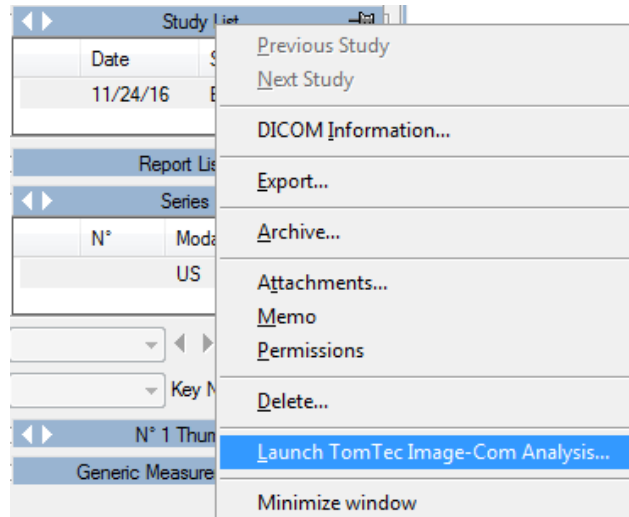 Study List
Date
11/24/16
Report Lis
Series
N° Moda
US
Key N
N° 1 Thum
Generic Measure
Previous Study
Next Study
DICOM Information...
Export...
Archive...
Attachments...
Memo
Permissions
Delete...
Launch TomTec Image-Com Analysis...
Minimize window